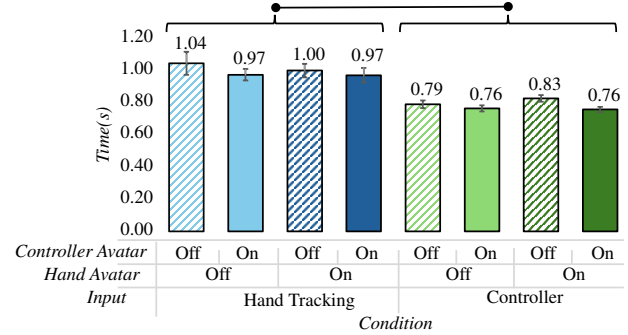 1.20
1.00
0.80
0.60
0.40
0.20
0.00
Time(s)
1.04 0.97 1.00 0.97 0.79 0.76 0.83 0.76
Controller Avatar Off On Off On Off On Off On
Hand Avatar Off On Off On
Input Hand Tracking Controller
Condition